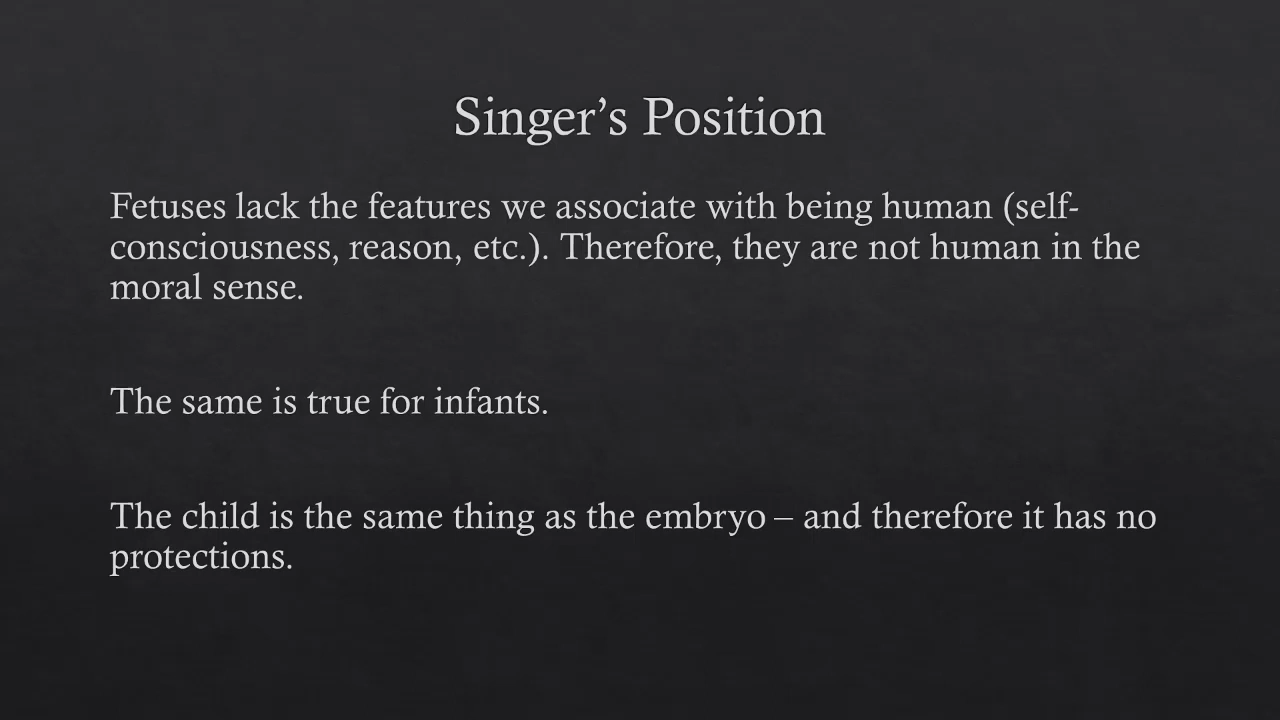 Singer’s Position
Fetuses lack the features we associate with being human (self-
consciousness, reason, etc.). Therefore, they are not human in the
moral sense.
The same is true for infants.
The child is the same thing as the embryo – and therefore it has no
protections.